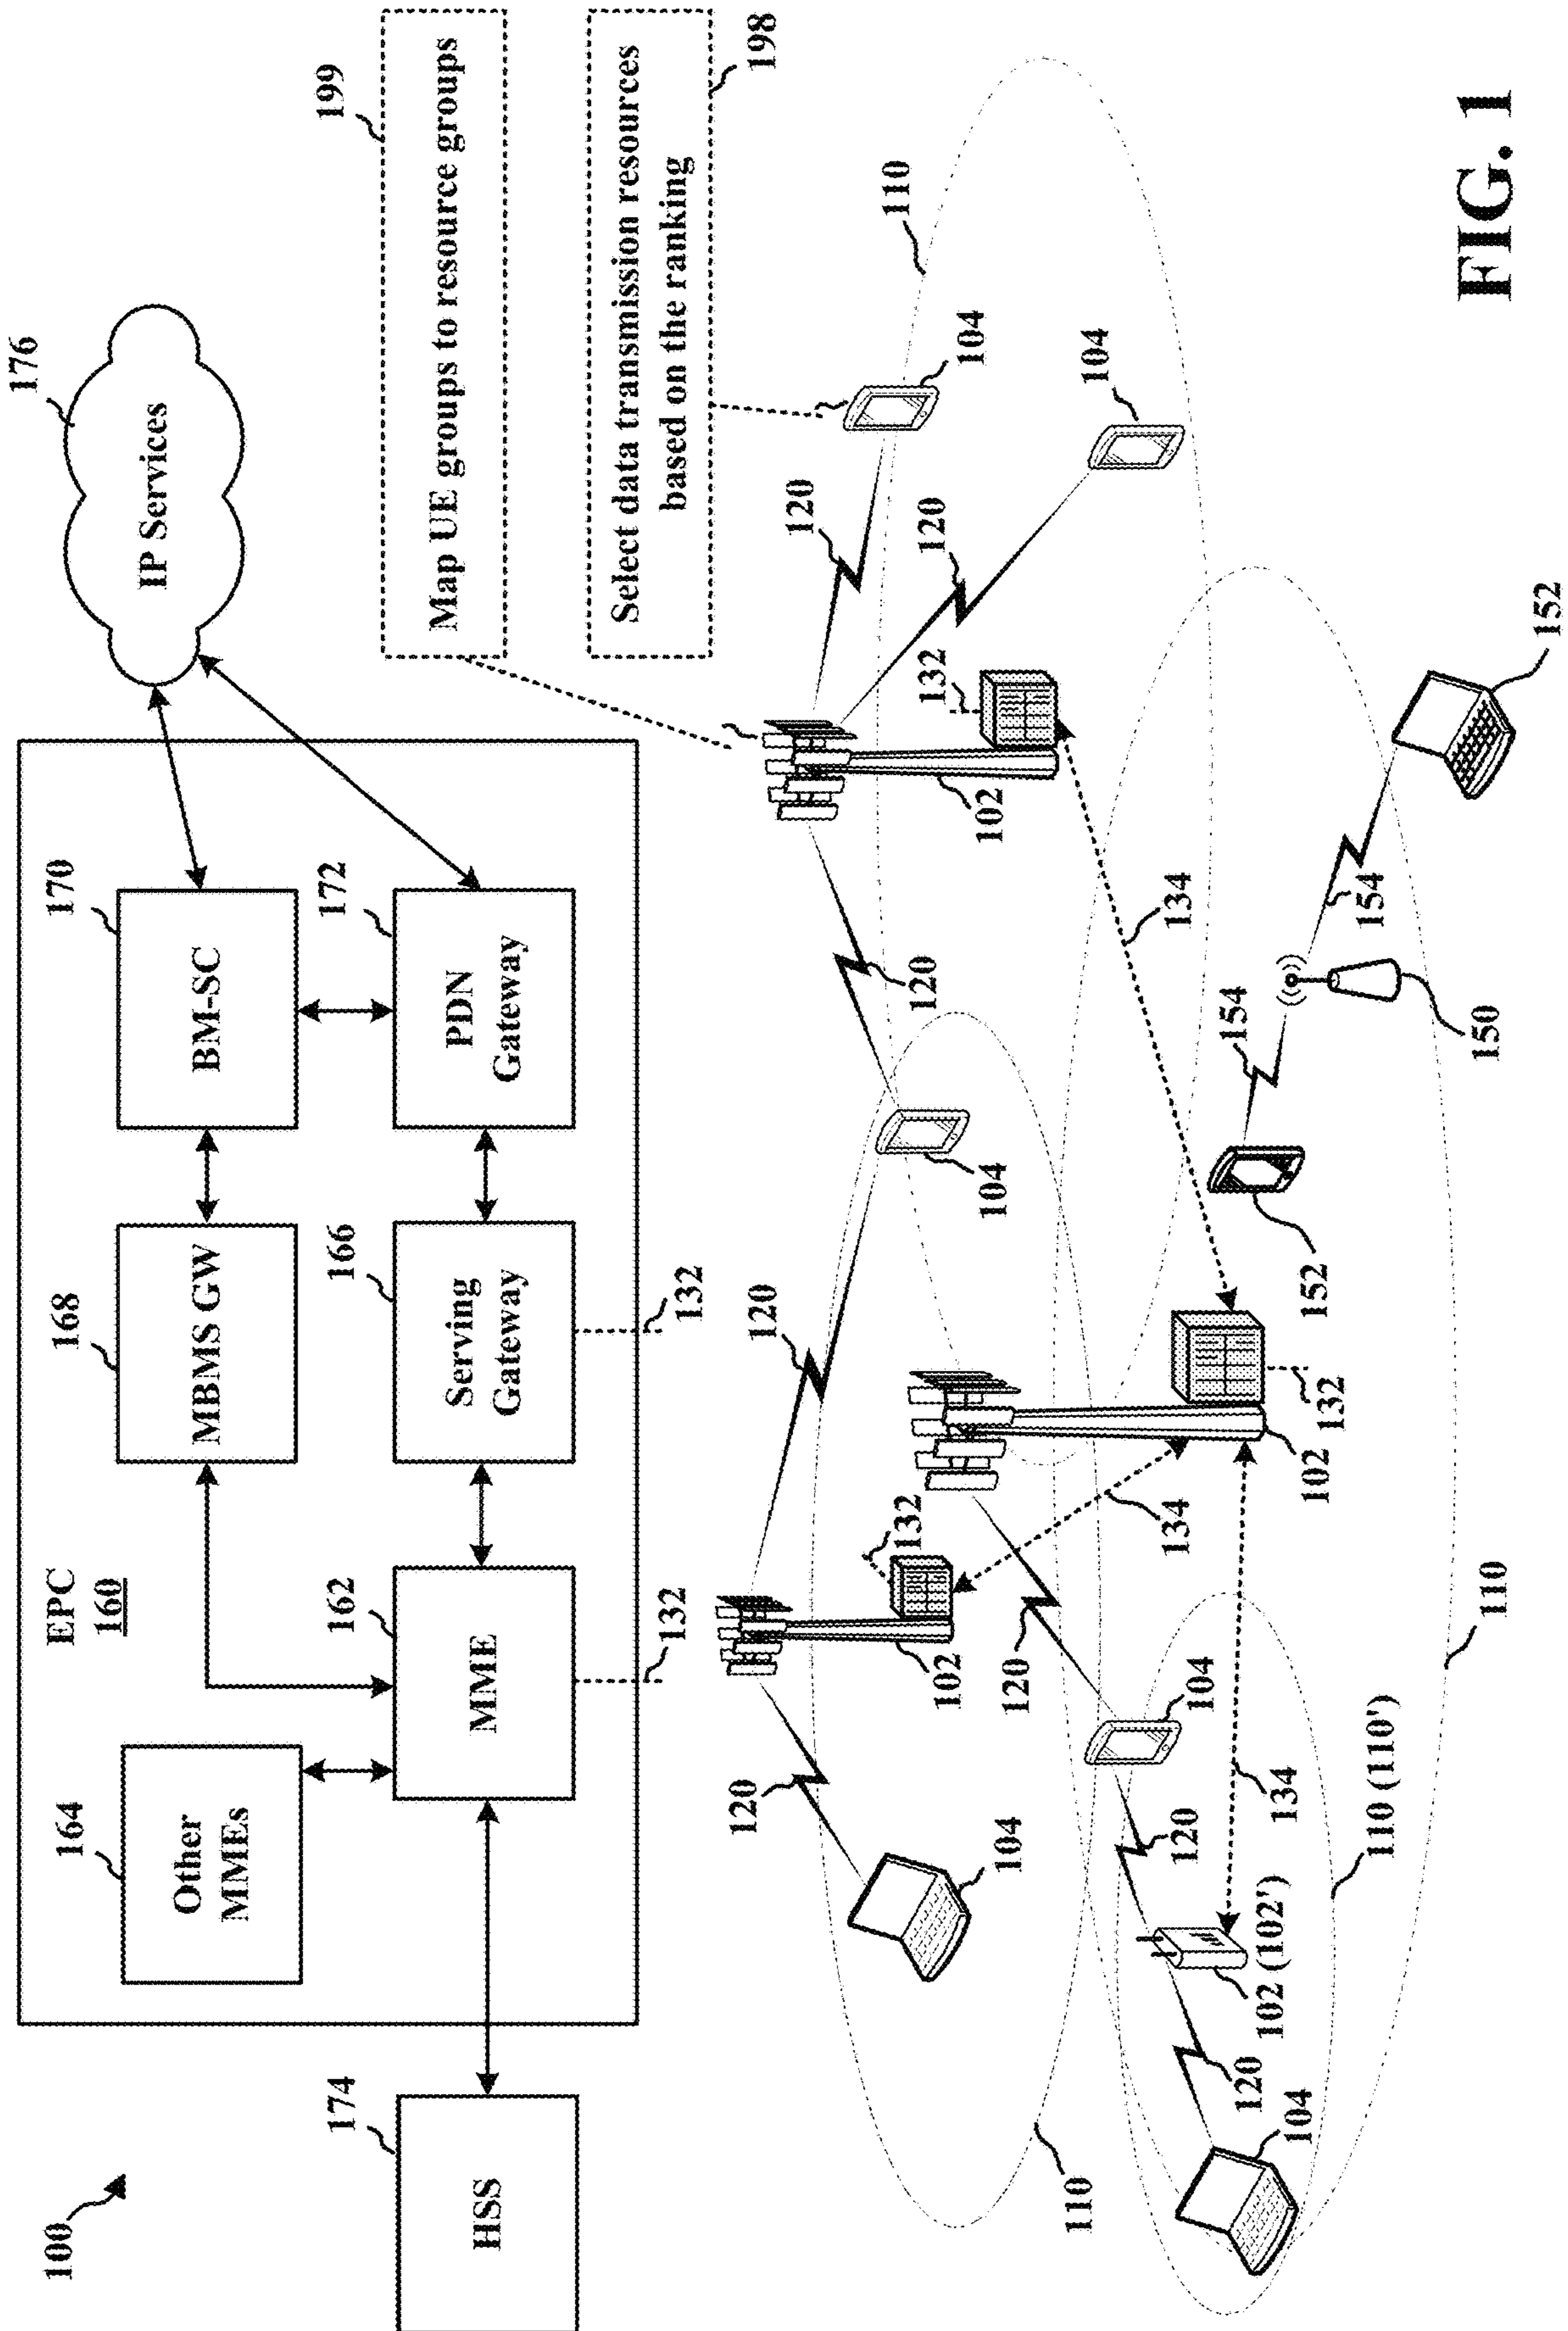 100
EPC
160
164
Other
MMEs
168
MBMS GW
170
BM-SC
176
IP Services
174
HSS
162
MME
166
Serving
Gateway
172
PDN
Gateway
132
132
199
Map UE groups to resource groups
198
Select data transmission resources
based on the ranking
120
120
120
120
120
104
104
104
104
110
110
132
132
102
102
134
134
120
104
120
102 (102')
120
104
134
110 (110')
110
132
102
152
154
150
154
152
FIG. 1